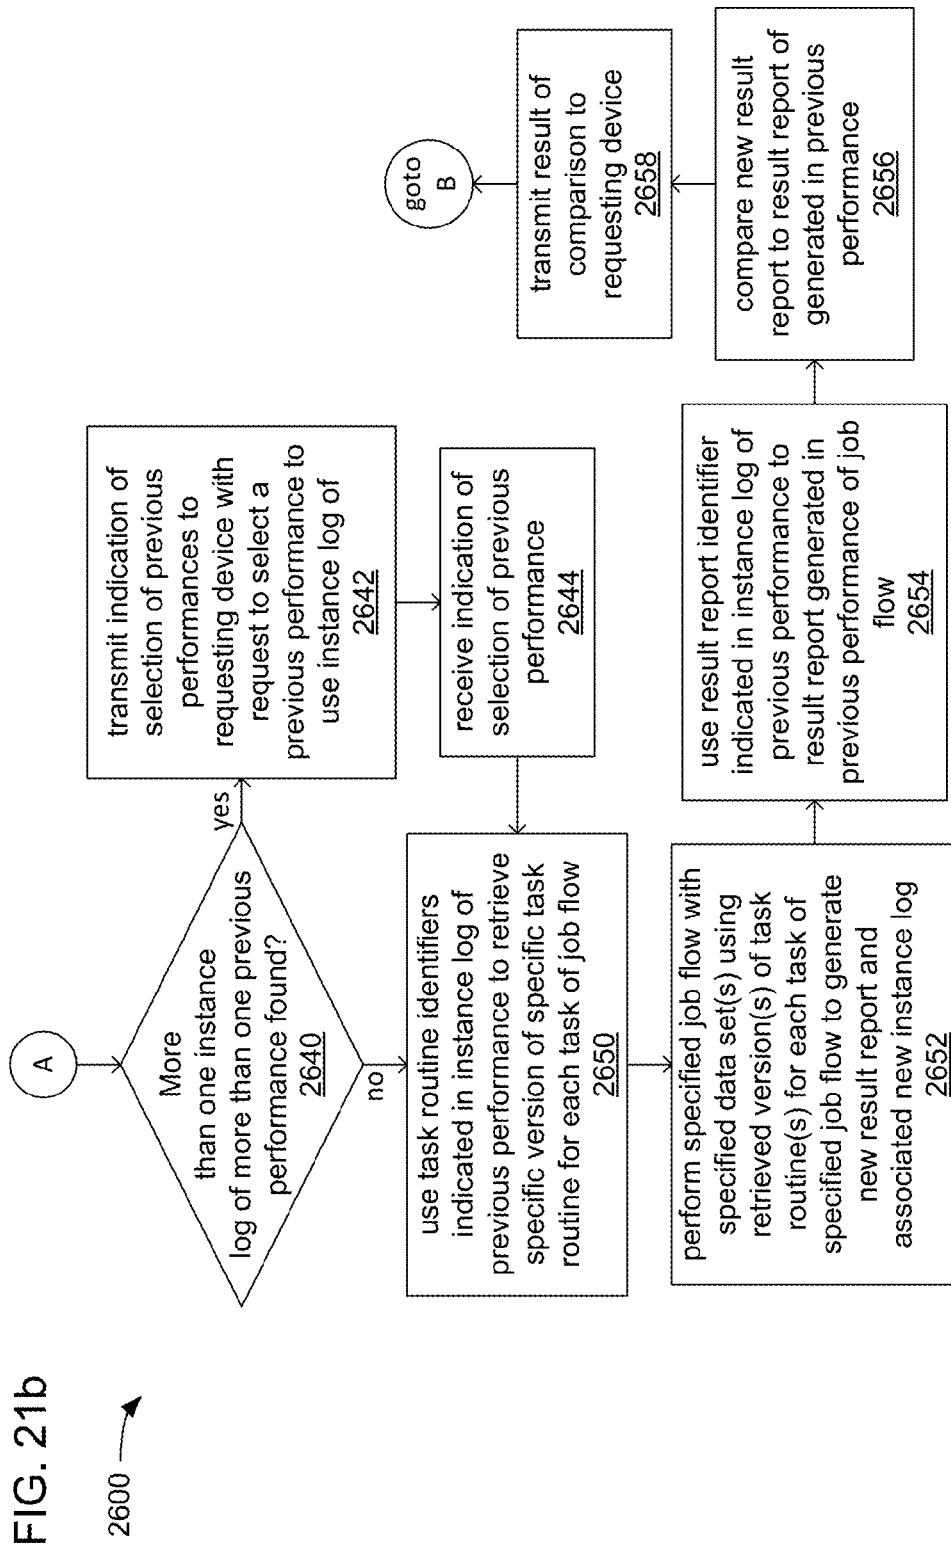 FIG. 21b
2600
A
More
than one instance
log of more than one previous
performance found?
2640
yes
no
transmit indication of
selection of previous
performances to
requesting device with
request to select a
previous performance to
use instance log of
2642
receive indication of
selection of previous
performance
2644
use task routine identifiers
indicated in instance log of
previous performance to retrieve
specific version of specific task
routine for each task of job flow
2650
perform specified job flow with
specified data set(s) using
retrieved version(s) of task
routine(s) for each task of
specified job flow to generate
new result report and
associated new instance log
2652
use result report identifier
indicated in instance log of
previous performance to
result report generated in
previous performance of job
flow
2654
compare new result
report to result report of
generated in previous
performance
2656
transmit result of
comparison to
requesting device
2658
goto
B